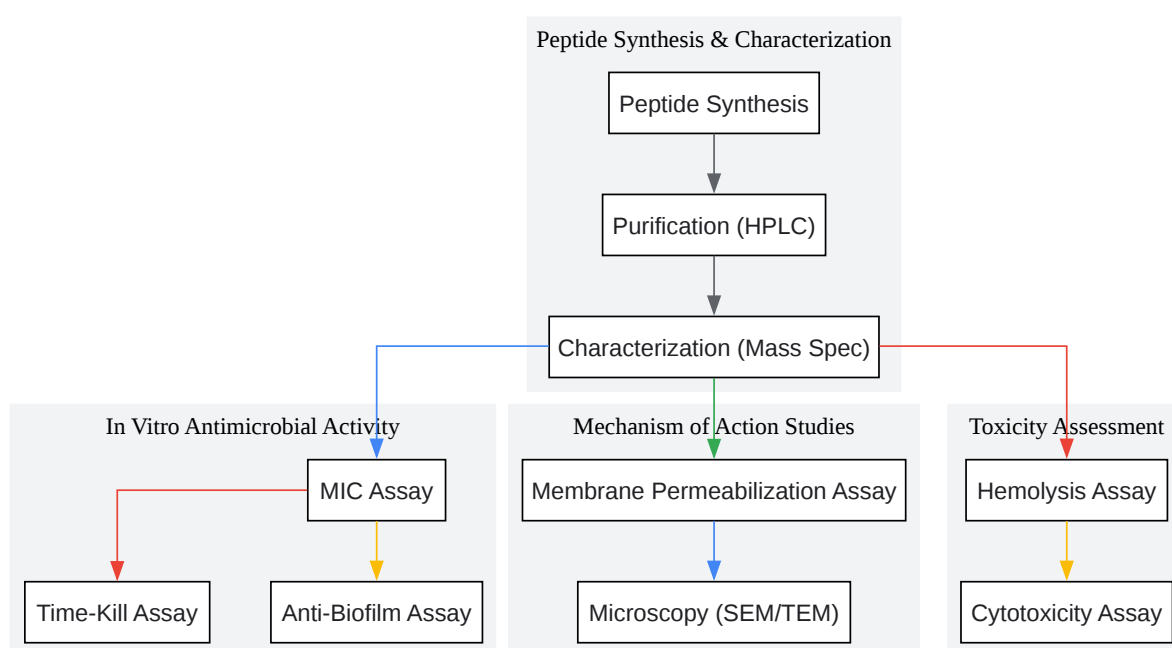 Peptide Synthesis & Characterization
Peptide Synthesis
Purification (HPLC)
Characterization (Mass Spec)
In Vitro Antimicrobial Activity
MIC Assay
Time-Kill Assay
Anti-Biofilm Assay
Mechanism of Action Studies
Membrane Permeabilization Assay
Microscopy (SEM/TEM)
Toxicity Assessment
Hemolysis Assay
Cytotoxicity Assay